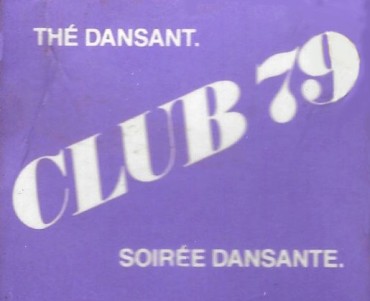 THÉ DANSANT.
CLUB 79
SOIRÉE DANSANTE.